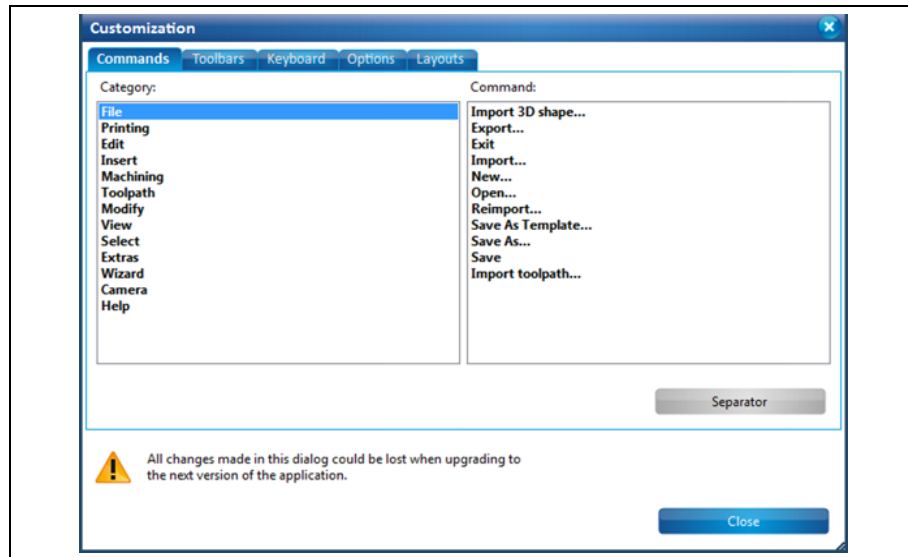 Customization
Commands Toolbars Keyboard Options Layouts
Category:
File
Printing
Edit
Insert
Machining
Toolpath
Modify
View
Select
Extras
Wizard
Camera
Help
Command:
Import 3D shape...
Export...
Exit
Import...
New...
Open...
Reimport...
Save As Template...
Save As...
Save
Import toolpath...
Separator
All changes made in this dialog could be lost when upgrading to
the next version of the application.
Close